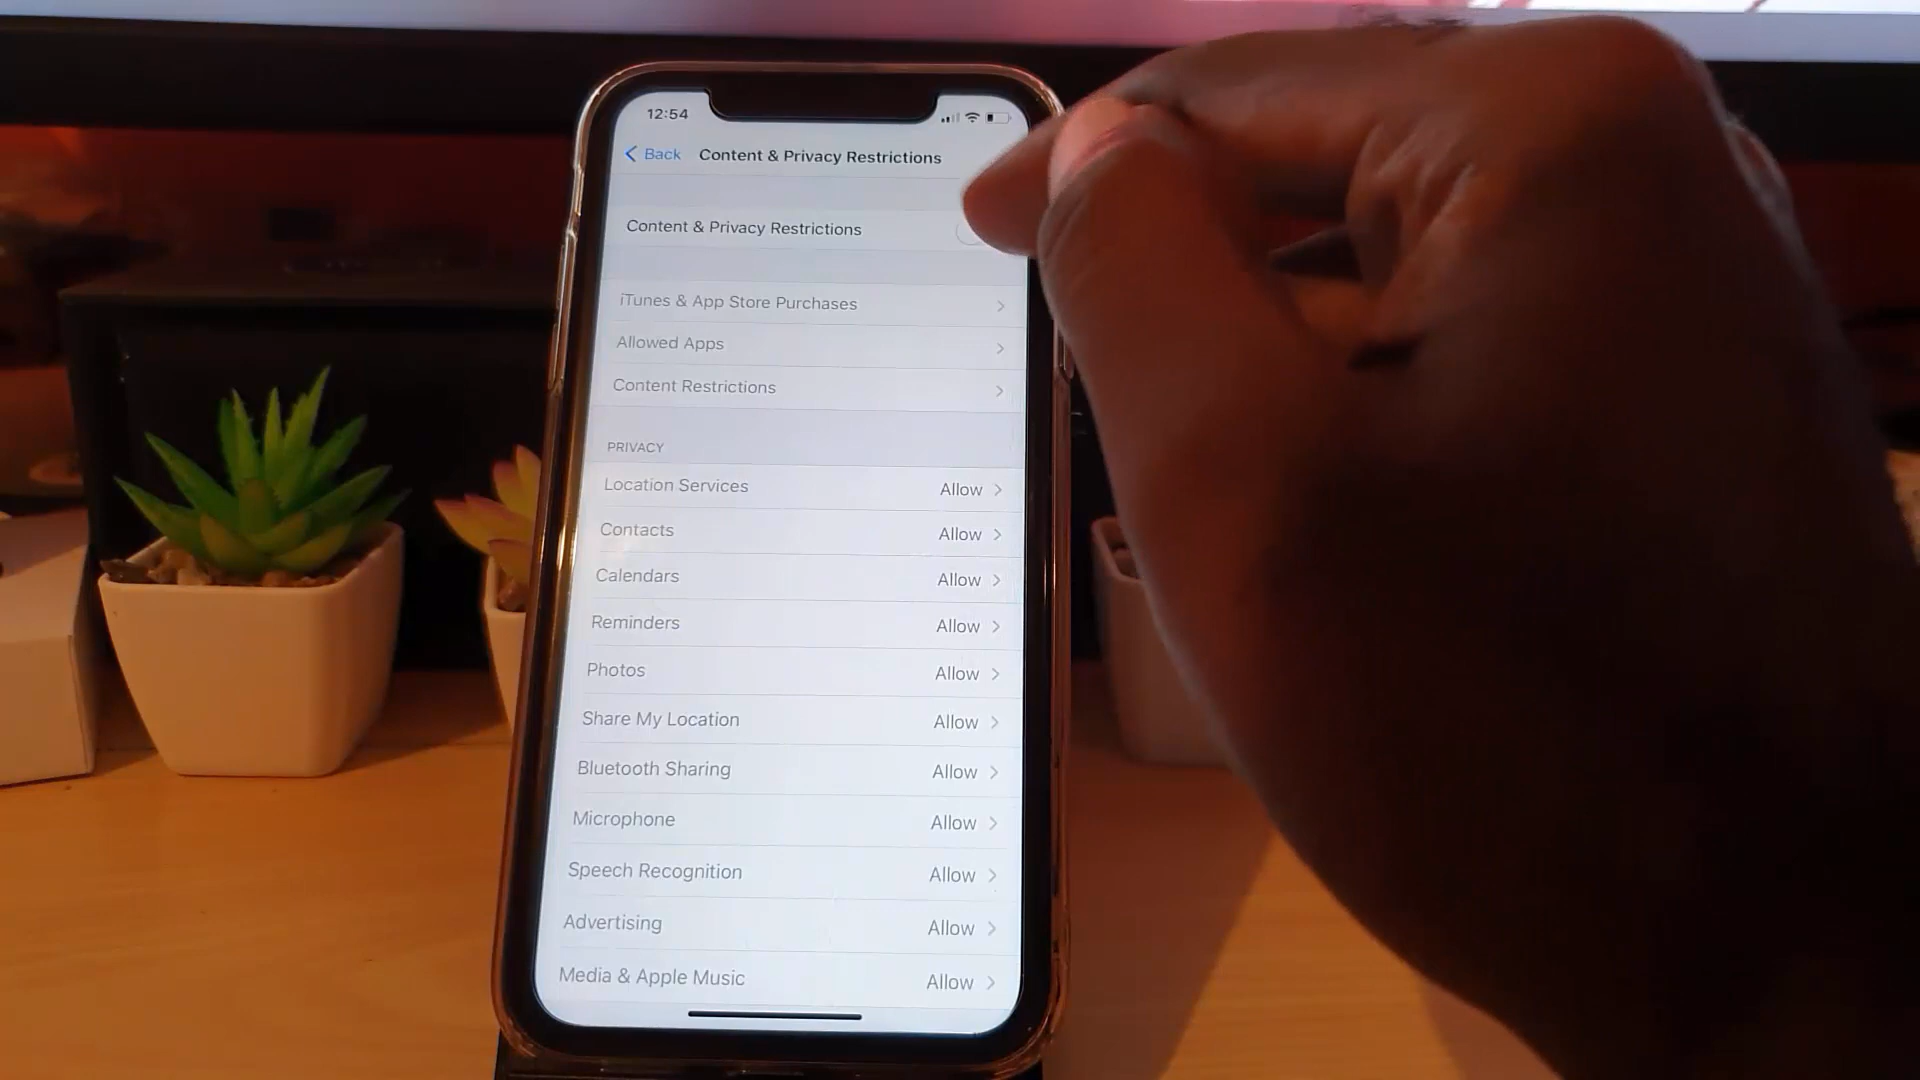 12:54
Back Content & Privacy Restrictions
Content & Privacy Restrictions
iTunes & App Store Purchases
Allowed Apps
Content Restrictions
PRIVACY
Location Services Allow
Contacts Allow
Calendars Allow
Reminders Allow
Photos Allow
Share My Location Allow
Bluetooth Sharing Allow
Microphone Allow
Speech Recognition Allow
Advertising Allow
Media & Apple Music Allow